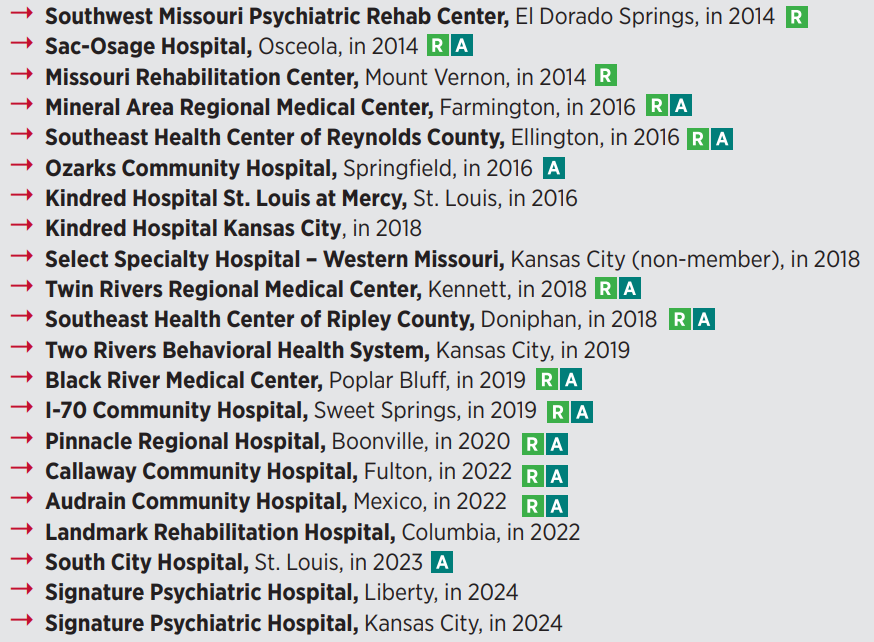 → Southwest Missouri Psychiatric Rehab Center, El Dorado Springs, in 2014 R
→ Sac-Osage Hospital, Osceola, in 2014 R A
→ Missouri Rehabilitation Center, Mount Vernon, in 2014 R
→ Mineral Area Regional Medical Center, Farmington, in 2016 R A
→ Southeast Health Center of Reynolds County, Ellington, in 2016 R A
→ Ozarks Community Hospital, Springfield, in 2016 A
→ Kindred Hospital St. Louis at Mercy, St. Louis, in 2016
→ Kindred Hospital Kansas City, in 2018
→ Select Specialty Hospital – Western Missouri, Kansas City (non-member), in 2018
→ Twin Rivers Regional Medical Center, Kennett, in 2018 R A
→ Southeast Health Center of Ripley County, Doniphan, in 2018 R A
→ Two Rivers Behavioral Health System, Kansas City, in 2019
→ Black River Medical Center, Poplar Bluff, in 2019 R A
→ I-70 Community Hospital, Sweet Springs, in 2019 R A
→ Pinnacle Regional Hospital, Boonville, in 2020 R A
→ Callaway Community Hospital, Fulton, in 2022 R A
→ Audrain Community Hospital, Mexico, in 2022 R A
→ Landmark Rehabilitation Hospital, Columbia, in 2022
→ South City Hospital, St. Louis, in 2023 A
→ Signature Psychiatric Hospital, Liberty, in 2024
→ Signature Psychiatric Hospital, Kansas City, in 2024